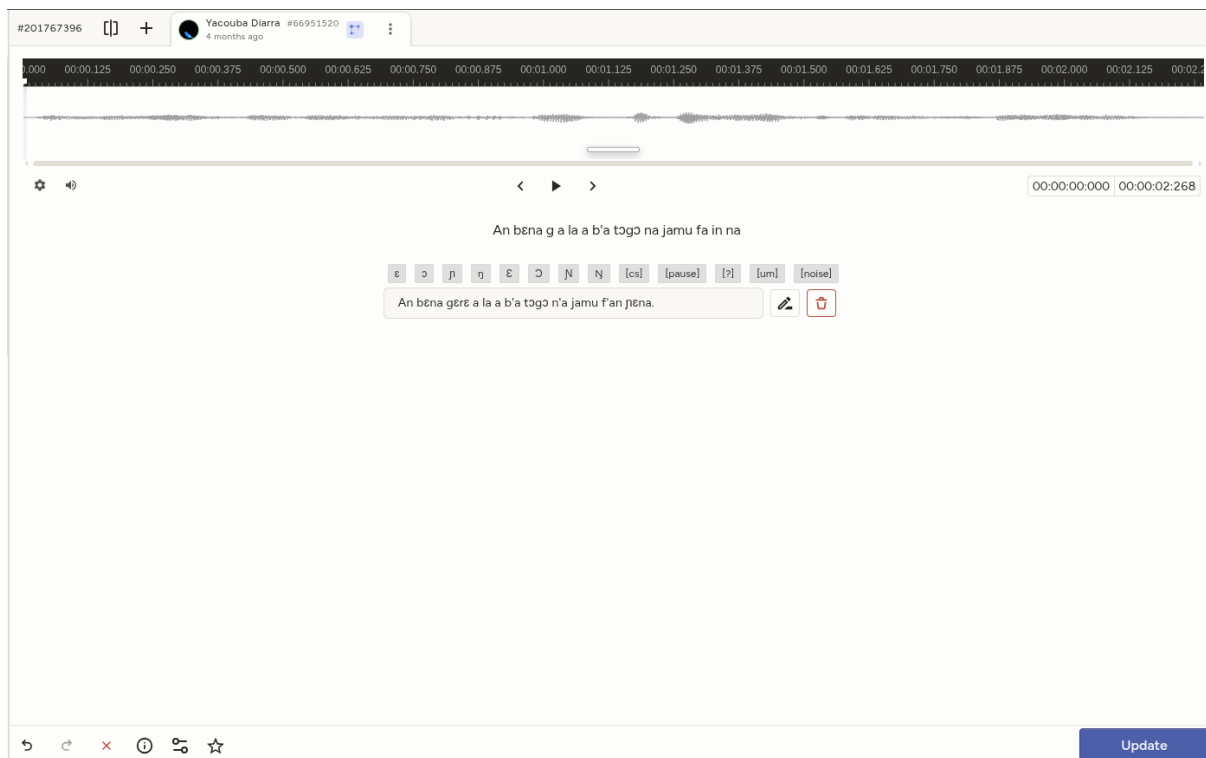 #201767396 Yacouba Diarra #66951520
4 months ago
00:00.125 00:00.250 00:00.375 00:00.500 00:00.625 00:00.750 00:00.875 00:01.000 00:01.125 00:01.250 00:01.375 00:01.500 00:01.625 00:01.750 00:01.875 00:02.000 00:02.125
00:00:00:000 00:00:02:268
An bɛna g a la a b'a tɔgɔ na jamu fa in na
ɛ ɔ ɲ ŋ Ɛ Ɔ Ɲ Ŋ [cs] [pause] [?] [um] [noise]
An bɛna gɛrɛ a la a b'a tɔgɔ n'a jamu f'an ɲɛna.
Update